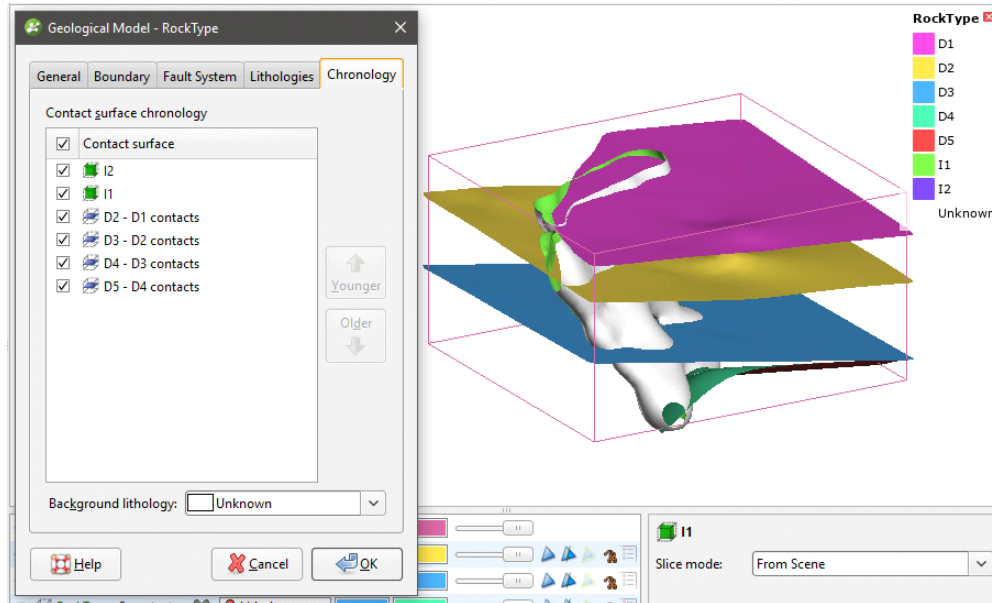 Geological Model - RockType
General Boundary Fault System Lithologies Chronology
Contact surface chronology
Contact surface
I2
I1
D2 - D1 contacts
D3 - D2 contacts
D4 - D3 contacts
D5 - D4 contacts
Younger
Older
Background lithology: Unknown
Help Cancel OK
RockType
D1
D2
D3
D4
D5
I1
I2
Unknown
I1
Slice mode: From Scene